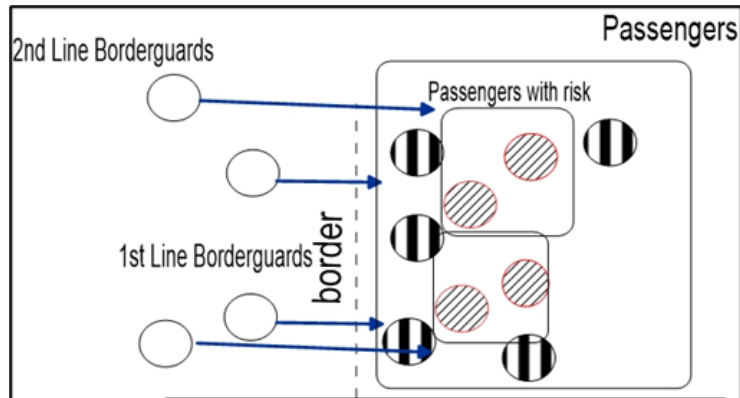 Passengers
2nd Line Borderguards
Passengers with risk
1st Line Borderguards
border